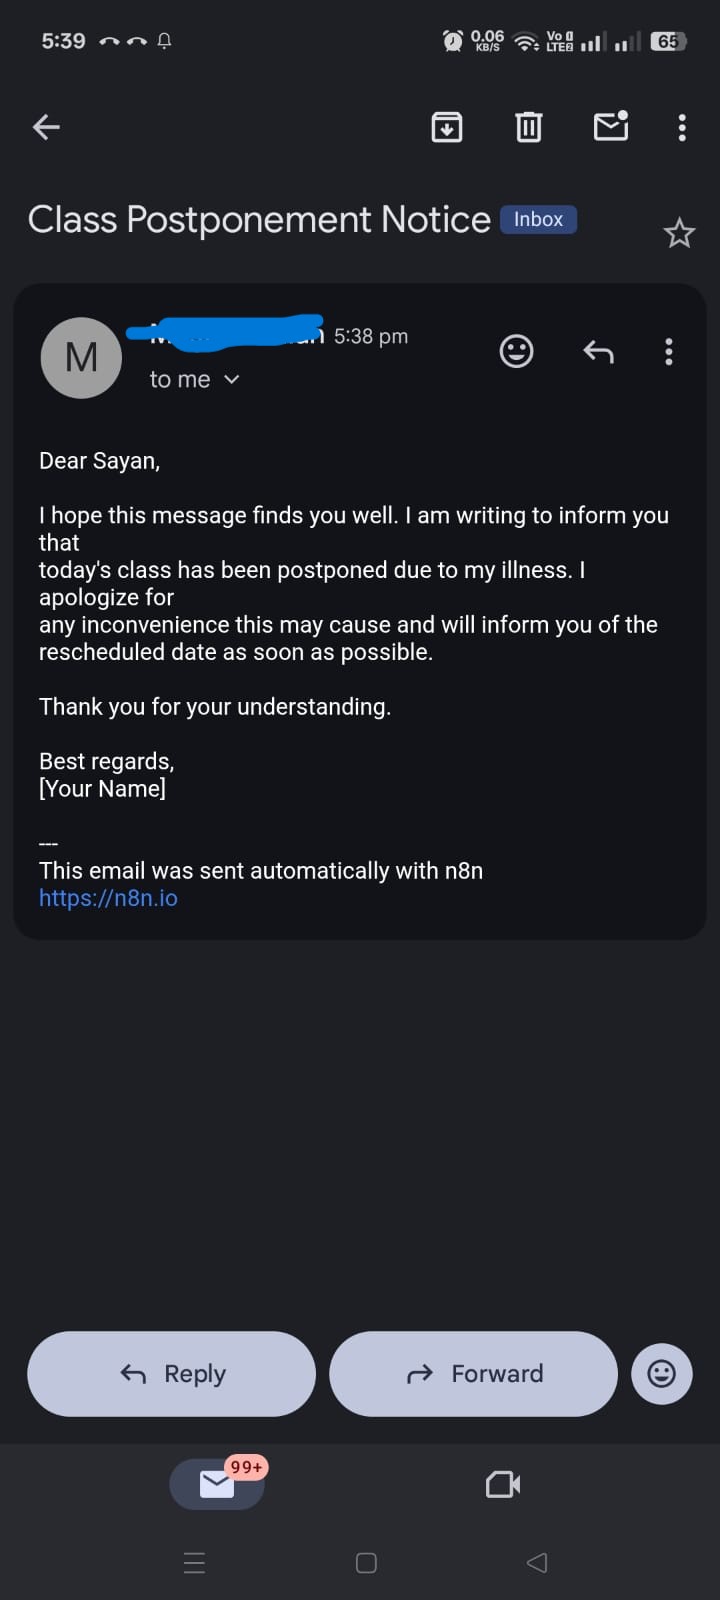 5:39
0.06 KB/S
Vo
LTE2
65
Class Postponement Notice Inbox
M
5:38 pm
to me
Dear Sayan,
I hope this message finds you well. I am writing to inform you
that
today's class has been postponed due to my illness. I
apologize for
any inconvenience this may cause and will inform you of the
rescheduled date as soon as possible.
Thank you for your understanding.
Best regards,
[Your Name]
---
This email was sent automatically with n8n
https://n8n.io
Reply
Forward
99+